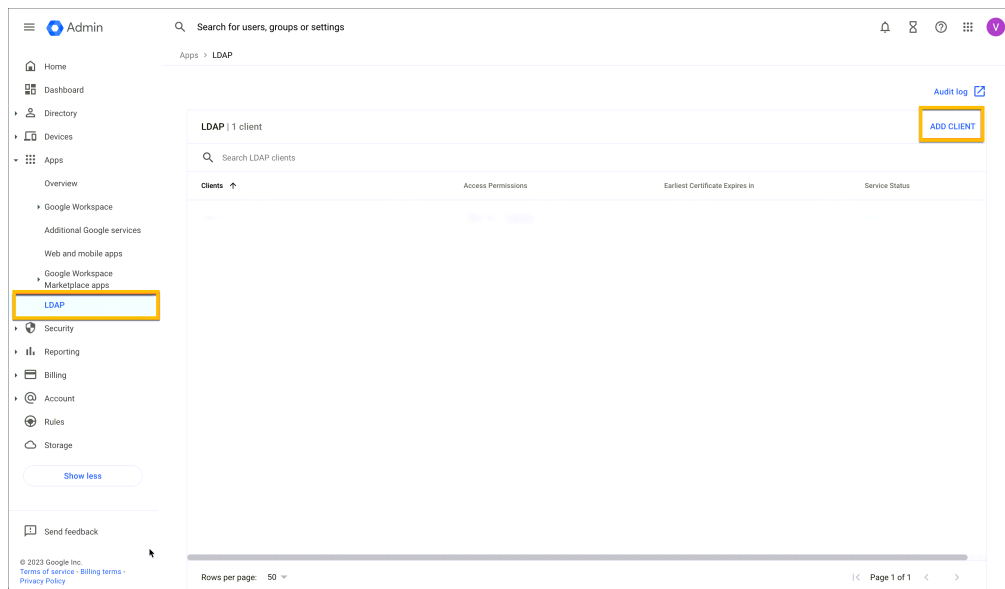 Admin
Search for users, groups or settings
V
Apps > LDAP
Home
Dashboard
Directory
Devices
Apps
Overview
Google Workspace
Additional Google services
Web and mobile apps
Google Workspace
Marketplace apps
LDAP
Security
Reporting
Billing
Account
Rules
Storage
Show less
Send feedback
© 2023 Google Inc.
Terms of service - Billing terms -
Privacy Policy
Audit log
LDAP | 1 client
ADD CLIENT
Search LDAP clients
Clients Access Permissions Earliest Certificate Expires in Service Status
Rows per page: 50
Page 1 of 1